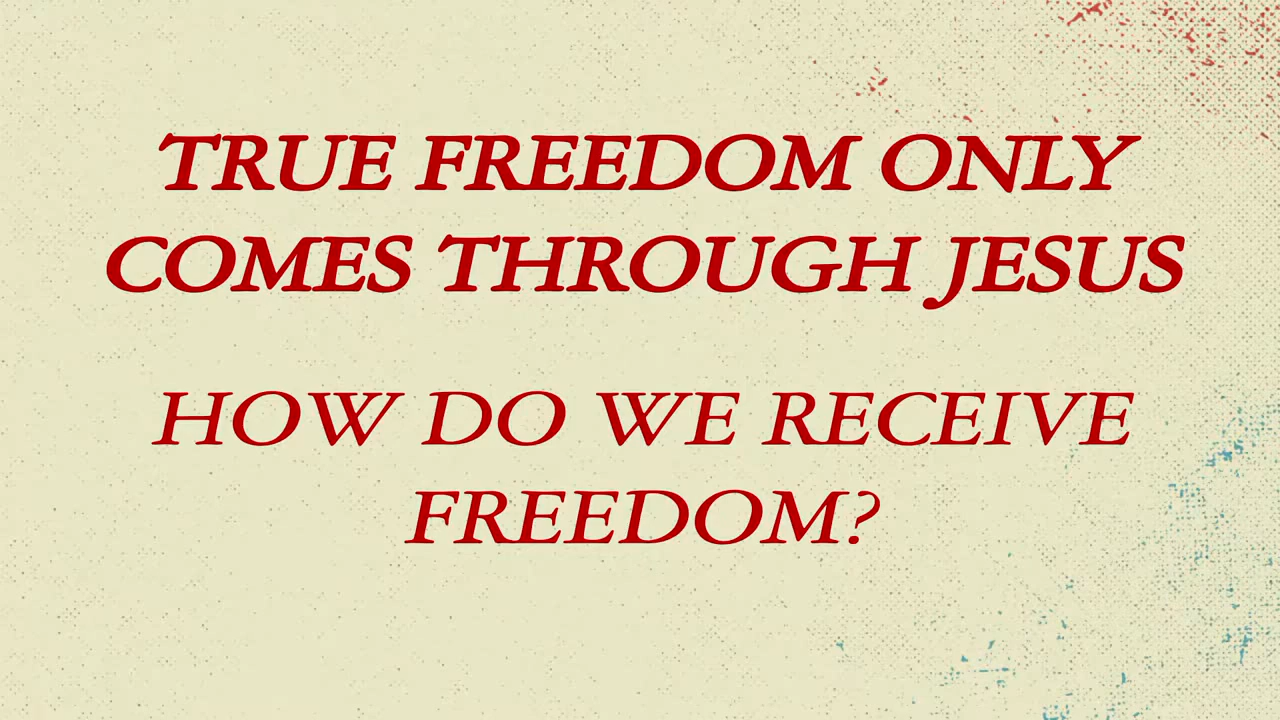 TRUE FREEDOM ONLY
COMES THROUGH JESUS
HOW DO WE RECEIVE
FREEDOM?